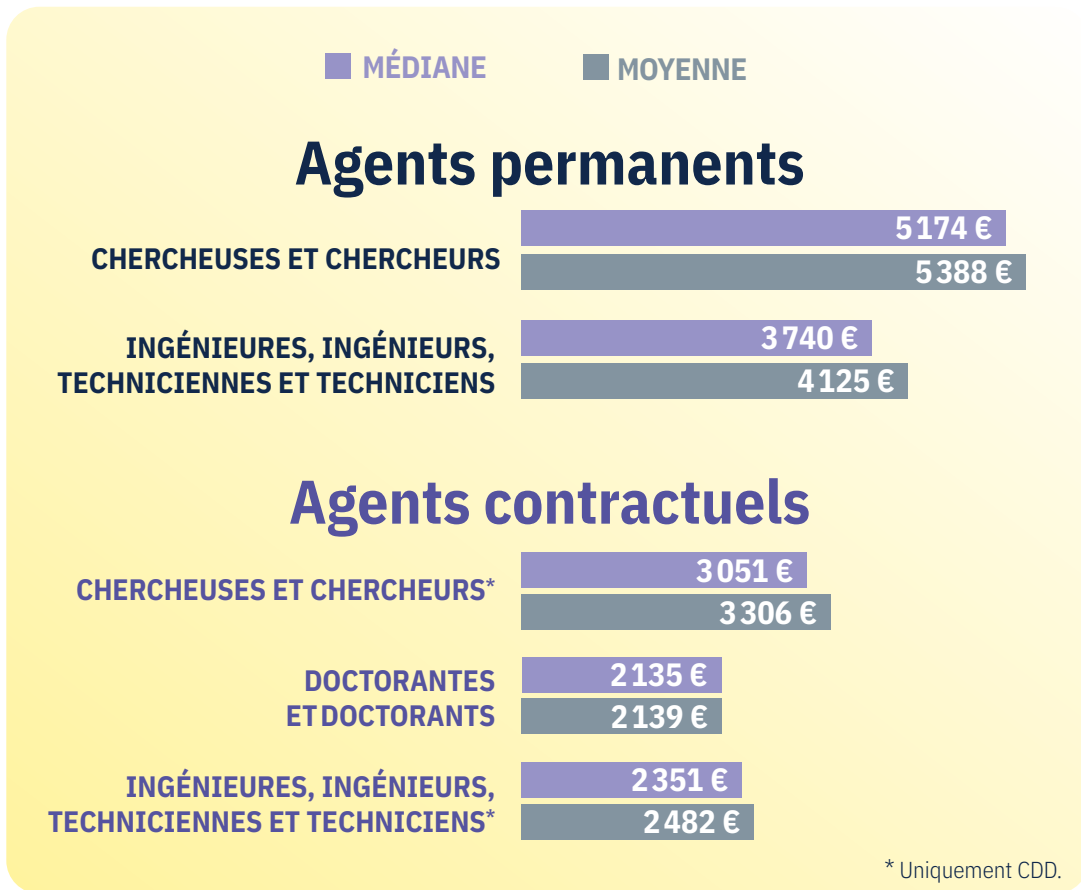 MÉDIANE
MOYENNE
Agents permanents
CHERCHEUSES ET CHERCHEURS
5 174 €
5 388 €
INGÉNIEURES, INGÉNIEURS,
TECHNICIENNES ET TECHNICIENS
3 740 €
4 125 €
Agents contractuels
CHERCHEUSES ET CHERCHEURS*
3 051 €
3 306 €
DOCTORANTES
ET DOCTORANTS
2 135 €
2 139 €
INGÉNIEURES, INGÉNIEURS,
TECHNICIENNES ET TECHNICIENS*
2 351 €
2 482 €
* Uniquement CDD.